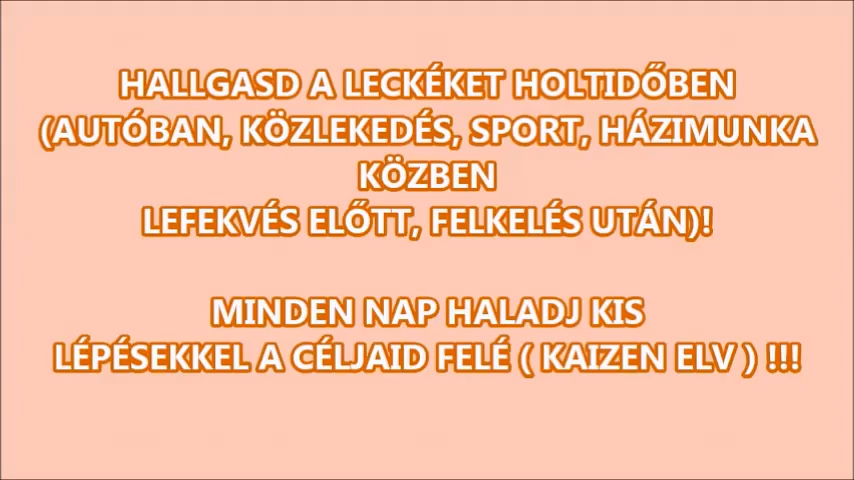 HALLGASD A LECKÉKET HOLTIDŐBEN
(AUTÓBAN, KÖZLEKEDÉS, SPORT, HÁZIMUNKA
KÖZBEN
LEFEKVÉS ELŐTT, FELKELÉS UTÁN)!
MINDEN NAP HALADJ KIS
LÉPÉSEKKEL A CÉLJAID FELÉ ( KAIZEN ELV ) !!!